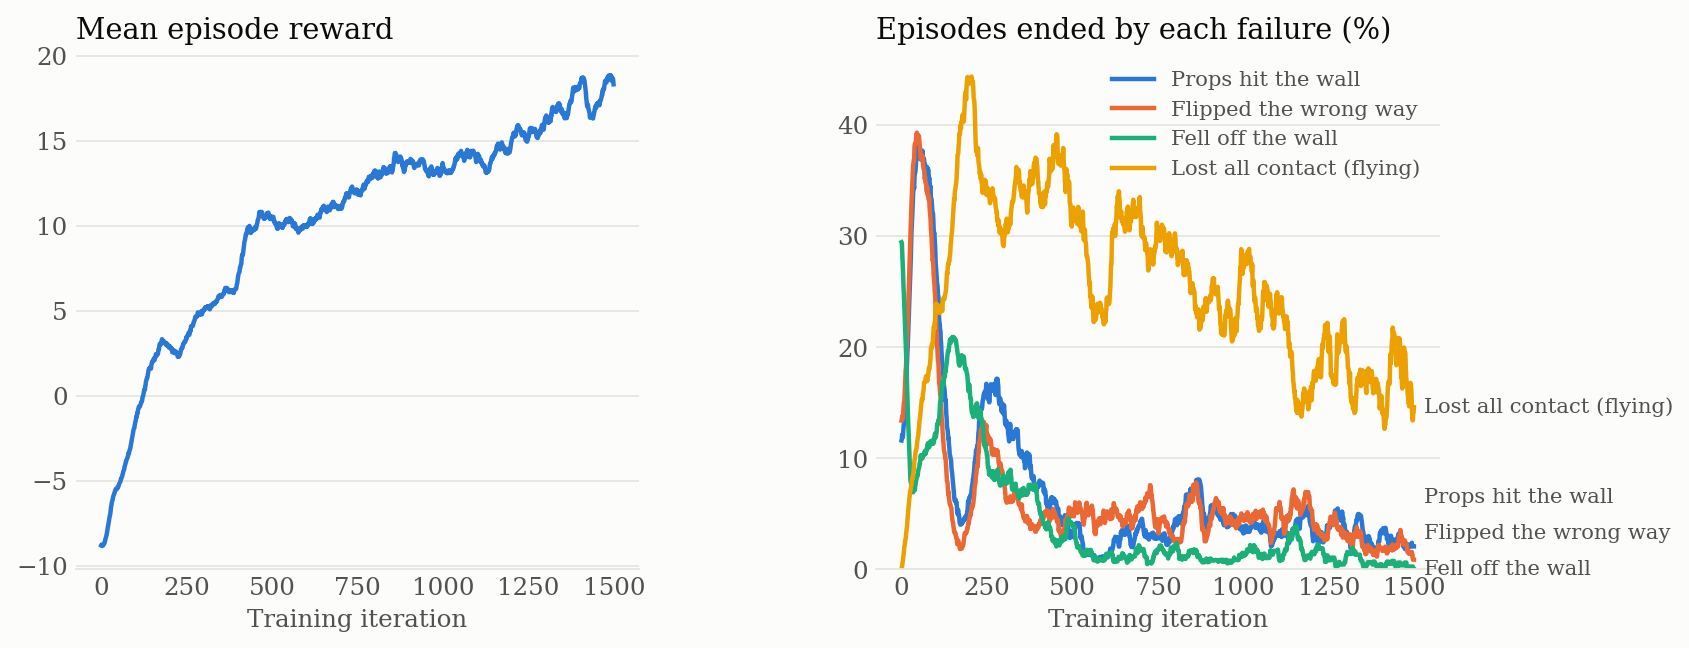 Mean episode reward
20
15
10
5
0
−5
−10
0 250 500 750 1000 1250 1500
Training iteration
Episodes ended by each failure (%)
Props hit the wall
Flipped the wrong way
Fell off the wall
Lost all contact (flying)
40
30
20
10
0
Lost all contact (flying)
Props hit the wall
Flipped the wrong way
Fell off the wall
0 250 500 750 1000 1250 1500
Training iteration